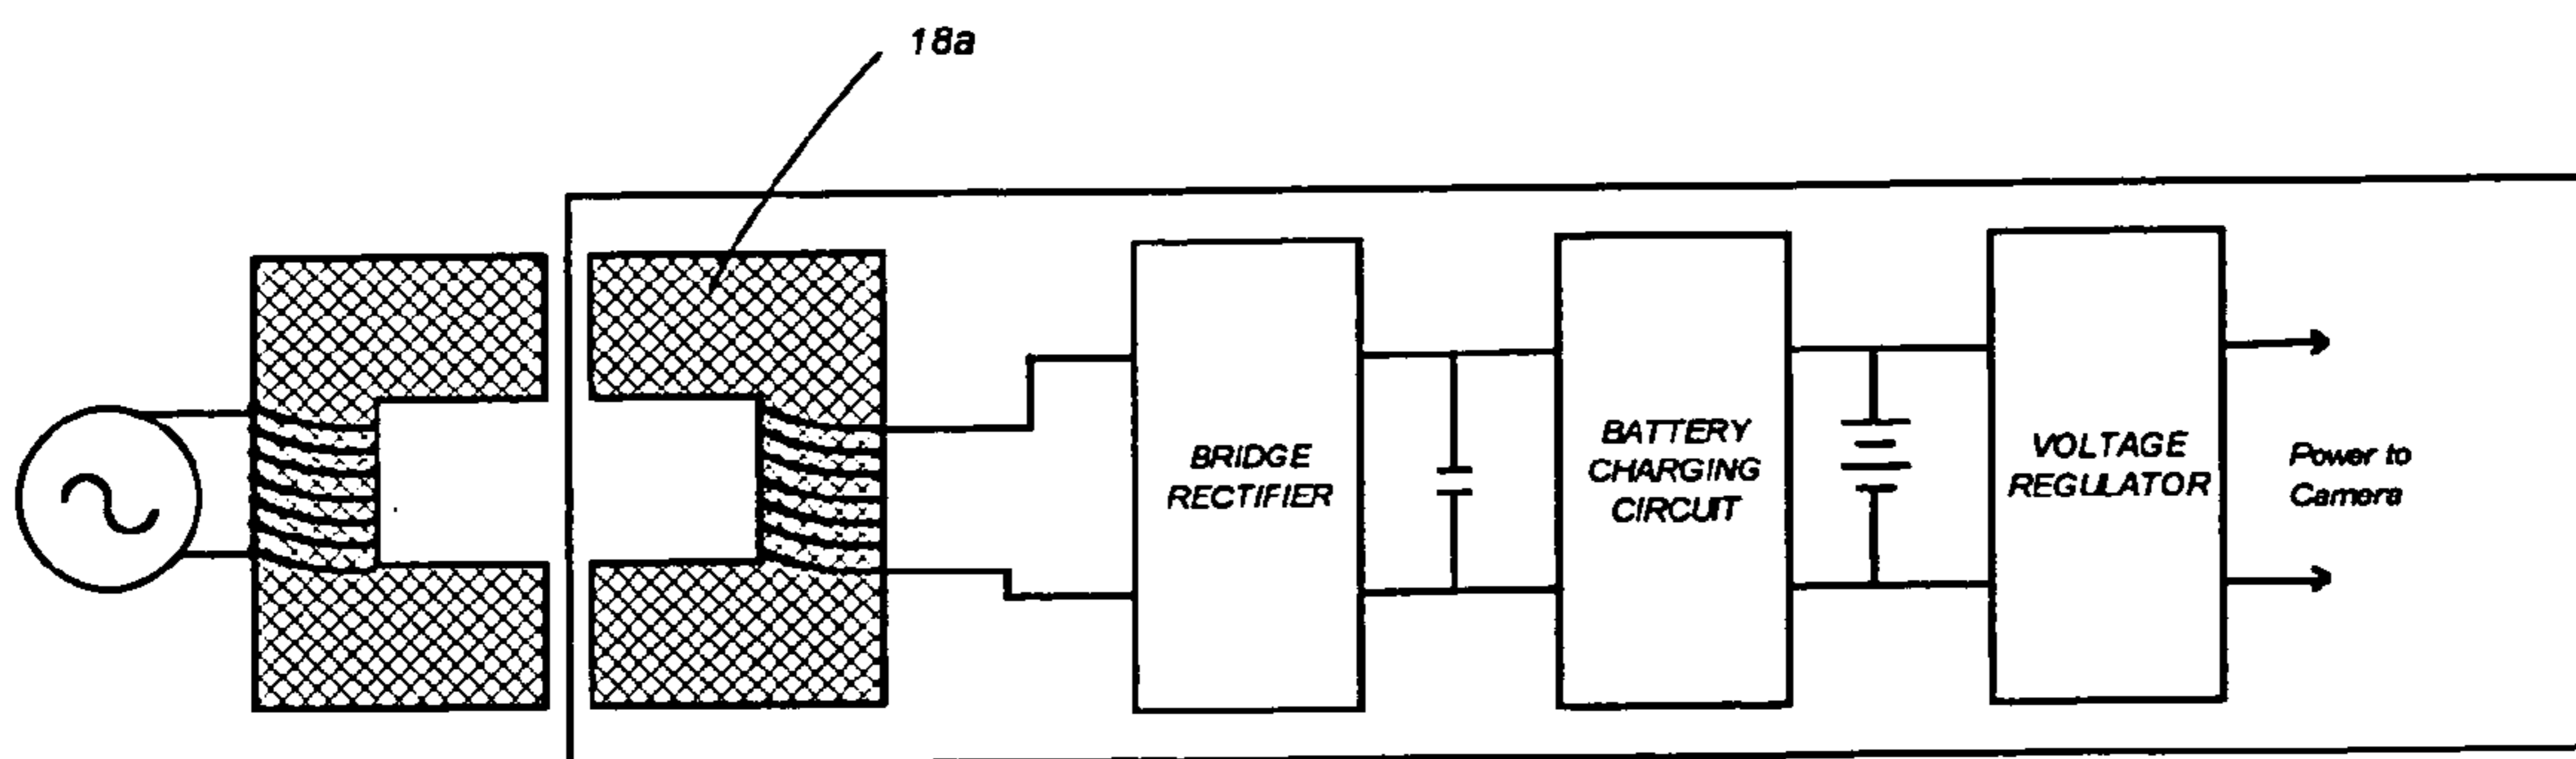 18a
BRIDGE
RECTIFIER
BATTERY
CHARGING
CIRCUIT
VOLTAGE
REGULATOR
Power to
Camera